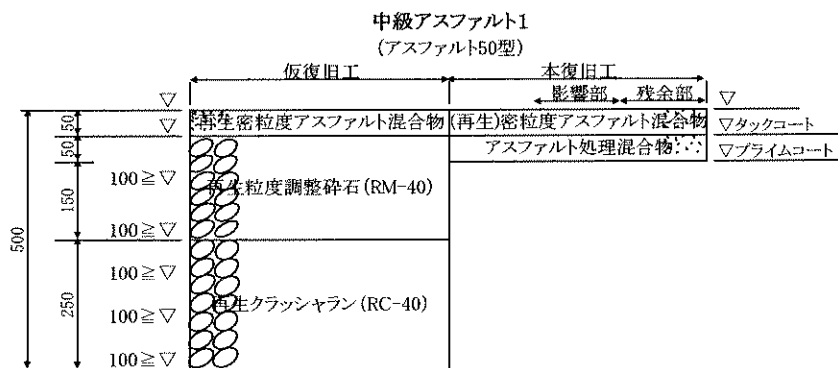 中級アスファルト1
(アスファルト50型)
仮復旧工 本復旧工
影響部 残余部
▽ ▽
50 ▽ 再生密粒度アスファルト混合物 (再生)密粒度アスファルト混合物 ▽タックコート
50 アスファルト処理混合物 ▽プライムコート
150 100≧▽ 再生粒度調整砕石(RM-40)
100≧▽
500
250 100≧▽
100≧▽ 再生クラッシャラン(RC-40)
100≧▽